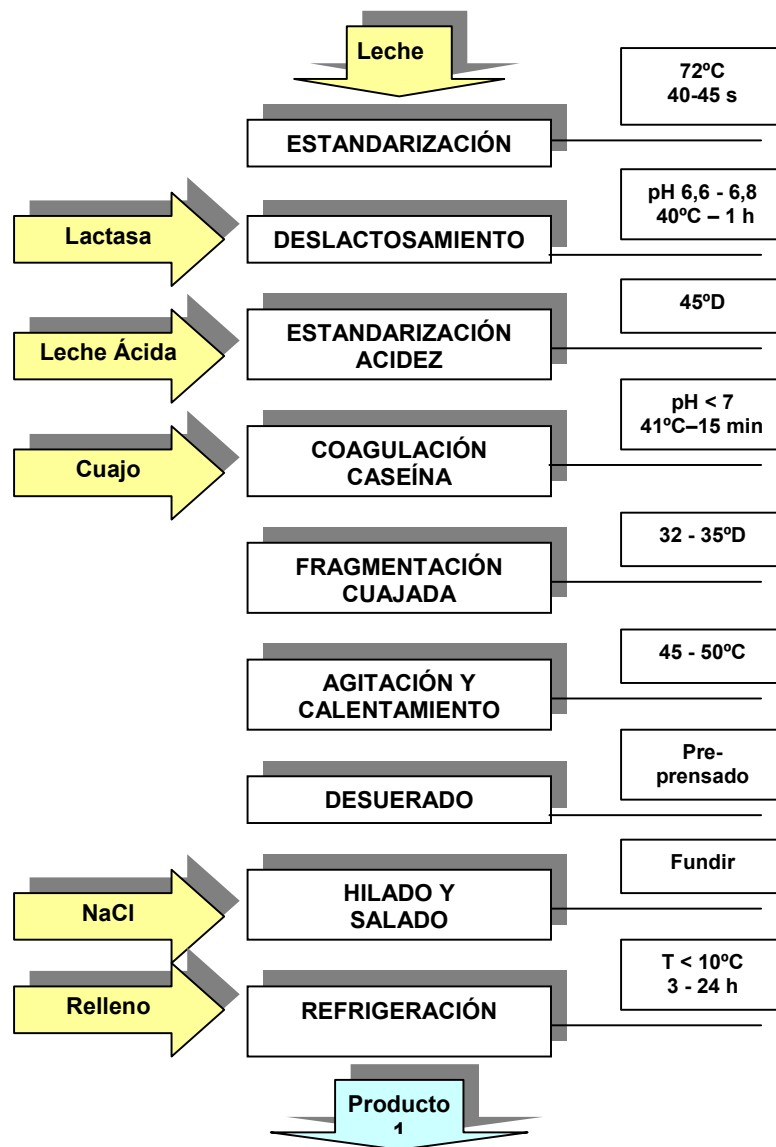 Leche
72ºC
40-45 s
ESTANDARIZACIÓN
pH 6,6 - 6,8
40ºC – 1 h
Lactasa
DESLACTOSAMIENTO
45ºD
Leche Ácida
ESTANDARIZACIÓN
ACIDEZ
pH < 7
41ºC–15 min
Cuajo
COAGULACIÓN
CASEÍNA
32 - 35ºD
FRAGMENTACIÓN
CUAJADA
45 - 50ºC
AGITACIÓN Y
CALENTAMIENTO
Pre-
prensado
DESUERADO
Fundir
NaCl
HILADO Y
SALADO
T < 10ºC
3 - 24 h
Relleno
REFRIGERACIÓN
Producto
1